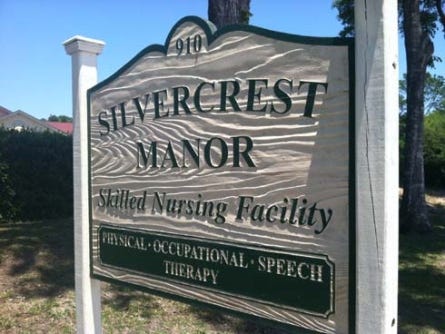 910
SILVERCREST
MANOR
Skilled Nursing Facility
PHYSICAL · OCCUPATIONAL · SPEECH
THERAPY